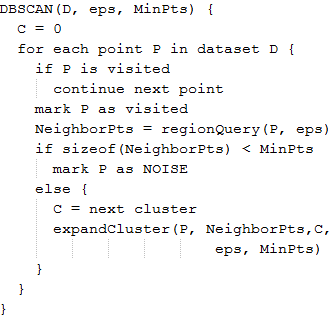 DBSCAN(D, eps, MinPts) {
C = 0
for each point P in dataset D {
if P is visited
continue next point
mark P as visited
NeighborPts = regionQuery(P, eps)
if sizeof(NeighborPts) < MinPts
mark P as NOISE
else {
C = next cluster
expandCluster(P, NeighborPts,C,
eps, MinPts)
}
}
}